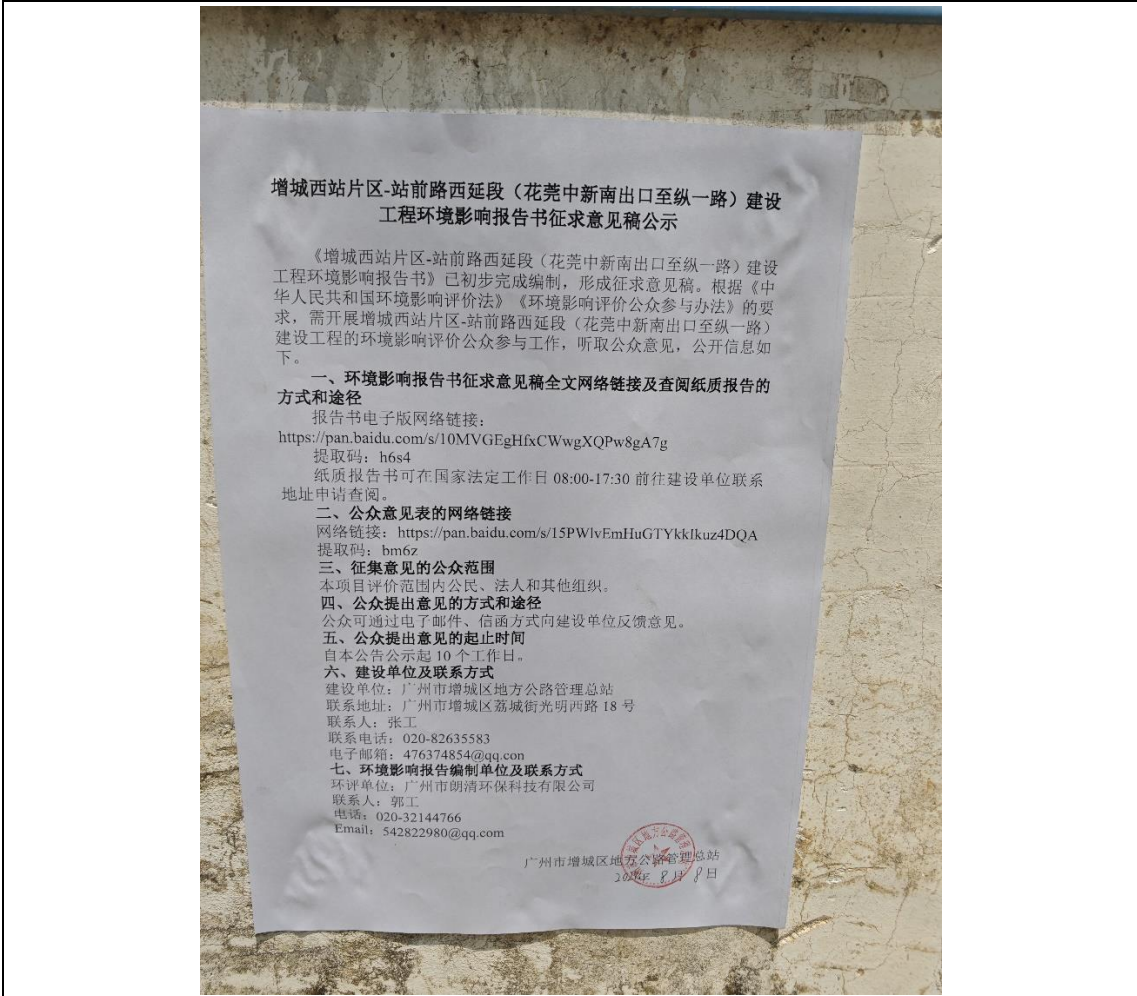 增城西站片区-站前路西延段（花莞中新南出口至纵一路）建设
工程环境影响报告书征求意见稿公示
《增城西站片区-站前路西延段（花莞中新南出口至纵一路）建设
工程环境影响报告书》已初步完成编制，形成征求意见稿。根据《中
华人民共和国环境影响评价法》《环境影响评价公众参与办法》的要
求，需开展增城西站片区-站前路西延段（花莞中新南出口至纵一路）
建设工程的环境影响评价公众参与工作，听取公众意见，公开信息如
下。
一、环境影响报告书征求意见稿全文网络链接及查阅纸质报告的
方式和途径
报告书电子版网络链接：
https://pan.baidu.com/s/10MVGEgHfxCWwgXQPw8gA7g
提取码：h6s4
纸质报告书可在国家法定工作日 08:00-17:30 前往建设单位联系
地址申请查阅。
二、公众意见表的网络链接
网络链接：https://pan.baidu.com/s/15PWlvEmHuGTYkkIkuz4DQA
提取码：bm6z
三、征集意见的公众范围
本项目评价范围内公民、法人和其他组织。
四、公众提出意见的方式和途径
公众可通过电子邮件、信函方式向建设单位反馈意见。
五、公众提出意见的起止时间
自本公告公示起 10 个工作日。
六、建设单位及联系方式
建设单位：广州市增城区地方公路管理总站
联系地址：广州市增城区荔城街光明西路 18 号
联系人：张工
联系电话：020-82635583
电子邮箱：476374854@qq.con
七、环境影响报告编制单位及联系方式
环评单位：广州市朗清环保科技有限公司
联系人：郭工
电话：020-32144766
Email：542822980@qq.com
广州市增城区地方公路管理总站
年 8 月 8 日